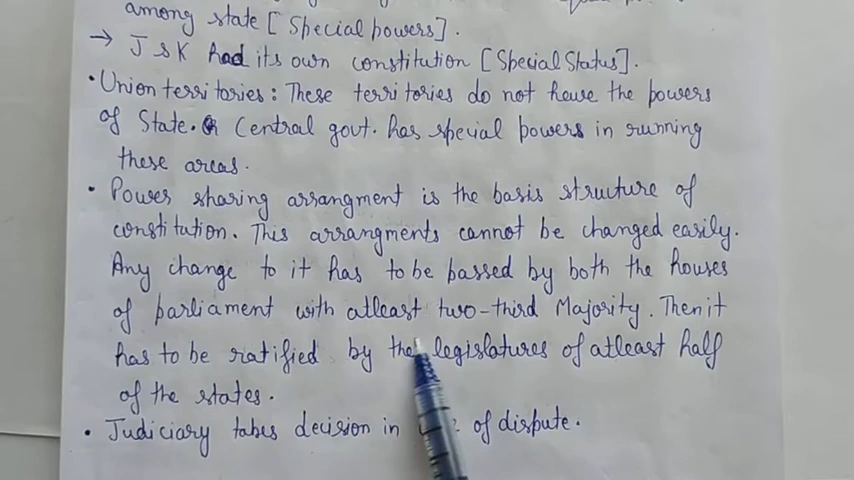 among state [Special powers].
→ J & K had its own constitution [Special Status].
• Union territories: These territories do not have the powers
of State. Central govt. has special powers in running
these areas.
• Power sharing arrangment is the basis structure of
constitution. This arrangments cannot be changed easily.
Any change to it has to be passed by both the houses
of parliament with atleast two-third Majority. Then it
has to be ratified by the legislatures of atleast half
of the states.
• Judiciary takes decision in of dispute.